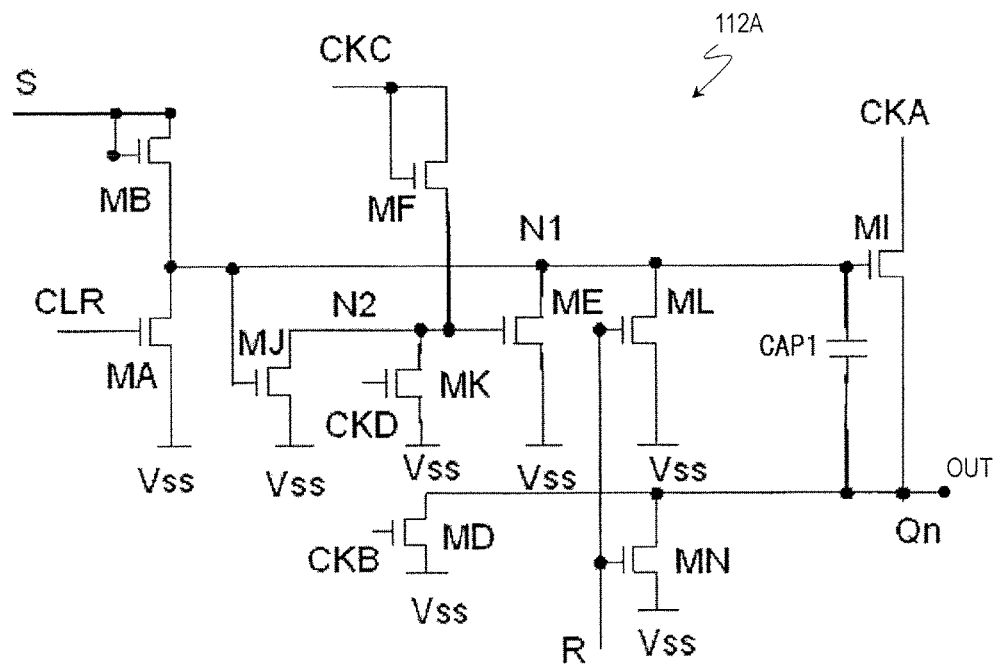 112A
CKC
S
CKA
MB
MF
N1
MI
CLR
N2
ME
ML
MJ
CAP1
MA
MK
CKD
Vss
Vss
Vss
Vss
Vss
OUT
Qn
CKB
MD
MN
Vss
Vss
R